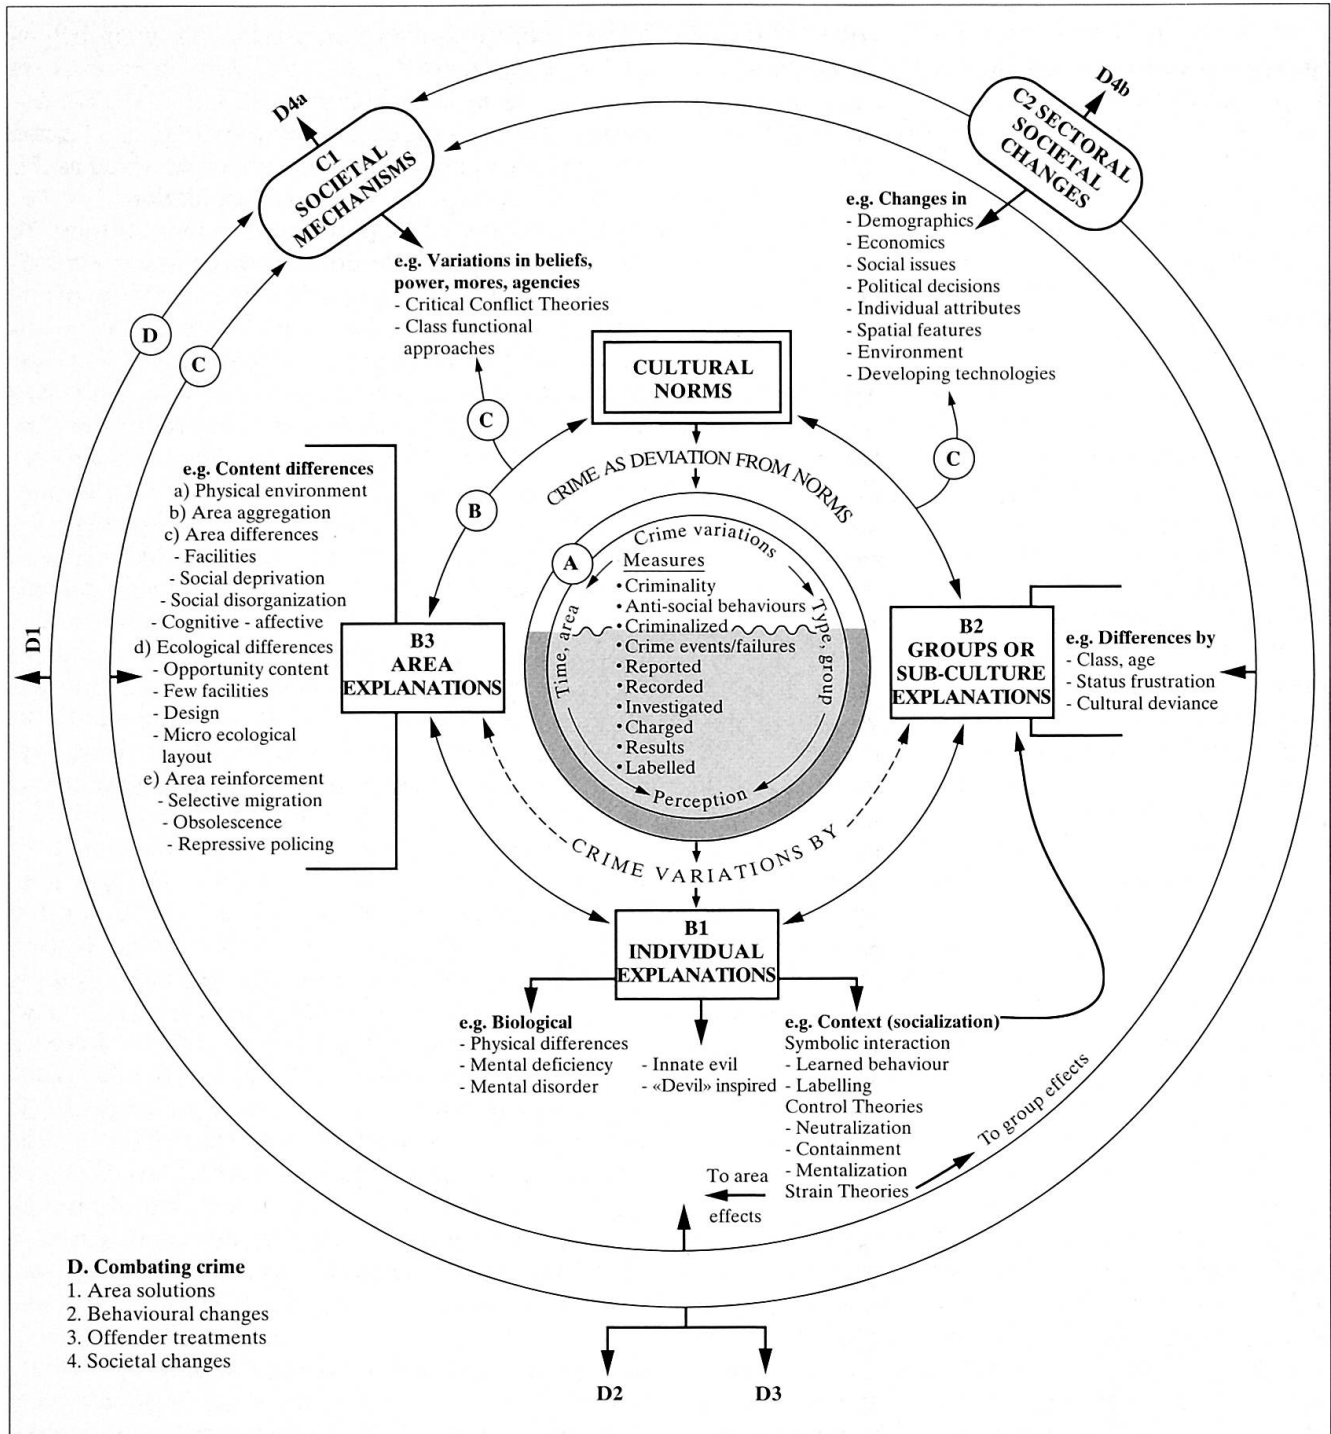 D4a
C1
SOCIETAL
MECHANISMS
D4b
C2 SECTORAL
SOCIETAL
CHANGES
e.g. Variations in beliefs,
power, mores, agencies
- Critical Conflict Theories
- Class functional
approaches
e.g. Changes in
- Demographics
- Economics
- Social issues
- Political decisions
- Individual attributes
- Spatial features
- Environment
- Developing technologies
D
C
C
C
B
CULTURAL
NORMS
CRIME AS DEVIATION FROM NORMS
A
Crime variations
Time, area
Type, group
Perception
Measures
•Criminality
•Anti-social behaviours
•Criminalized
•Crime events/failures
•Reported
•Recorded
•Investigated
•Charged
•Results
•Labelled
e.g. Content differences
a) Physical environment
b) Area aggregation
c) Area differences
- Facilities
- Social deprivation
- Social disorganization
- Cognitive - affective
d) Ecological differences
- Opportunity content
- Few facilities
- Design
- Micro ecological
layout
e) Area reinforcement
- Selective migration
- Obsolescence
- Repressive policing
D1
B3
AREA
EXPLANATIONS
B2
GROUPS OR
SUB-CULTURE
EXPLANATIONS
e.g. Differences by
- Class, age
- Status frustration
- Cultural deviance
CRIME VARIATIONS BY
B1
INDIVIDUAL
EXPLANATIONS
e.g. Biological
- Physical differences
- Mental deficiency
- Mental disorder
- Innate evil
- «Devil» inspired
e.g. Context (socialization)
Symbolic interaction
- Learned behaviour
- Labelling
Control Theories
- Neutralization
- Containment
- Mentalization
Strain Theories
To area
effects
To group effects
D. Combating crime
1. Area solutions
2. Behavioural changes
3. Offender treatments
4. Societal changes
D2
D3